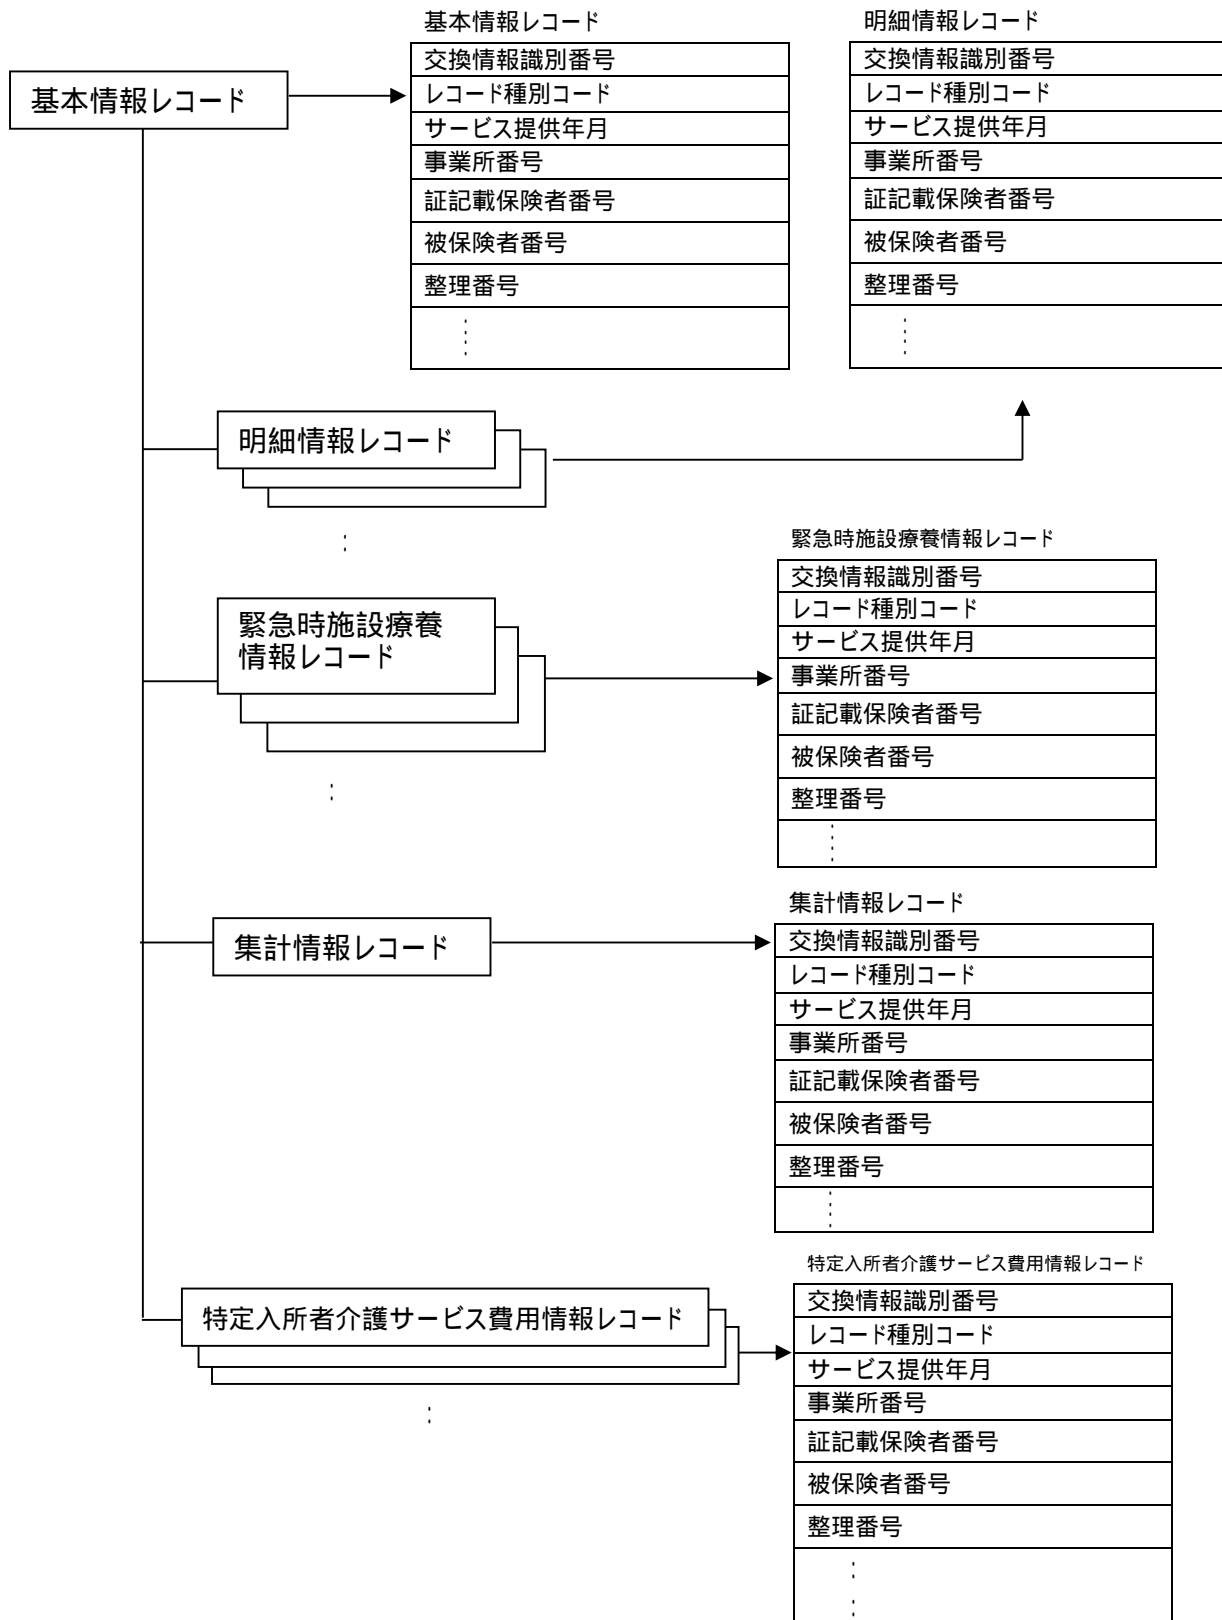 基本情報レコード
基本情報レコード
交換情報識別番号
レコード種別コード
サービス提供年月
事業所番号
証記載保険者番号
被保険者番号
整理番号
明細情報レコード
交換情報識別番号
レコード種別コード
サービス提供年月
事業所番号
証記載保険者番号
被保険者番号
整理番号
明細情報レコード
緊急時施設療養
情報レコード
緊急時施設療養情報レコード
交換情報識別番号
レコード種別コード
サービス提供年月
事業所番号
証記載保険者番号
被保険者番号
整理番号
集計情報レコード
集計情報レコード
交換情報識別番号
レコード種別コード
サービス提供年月
事業所番号
証記載保険者番号
被保険者番号
整理番号
特定入所者介護サービス費用情報レコード
特定入所者介護サービス費用情報レコード
交換情報識別番号
レコード種別コード
サービス提供年月
事業所番号
証記載保険者番号
被保険者番号
整理番号